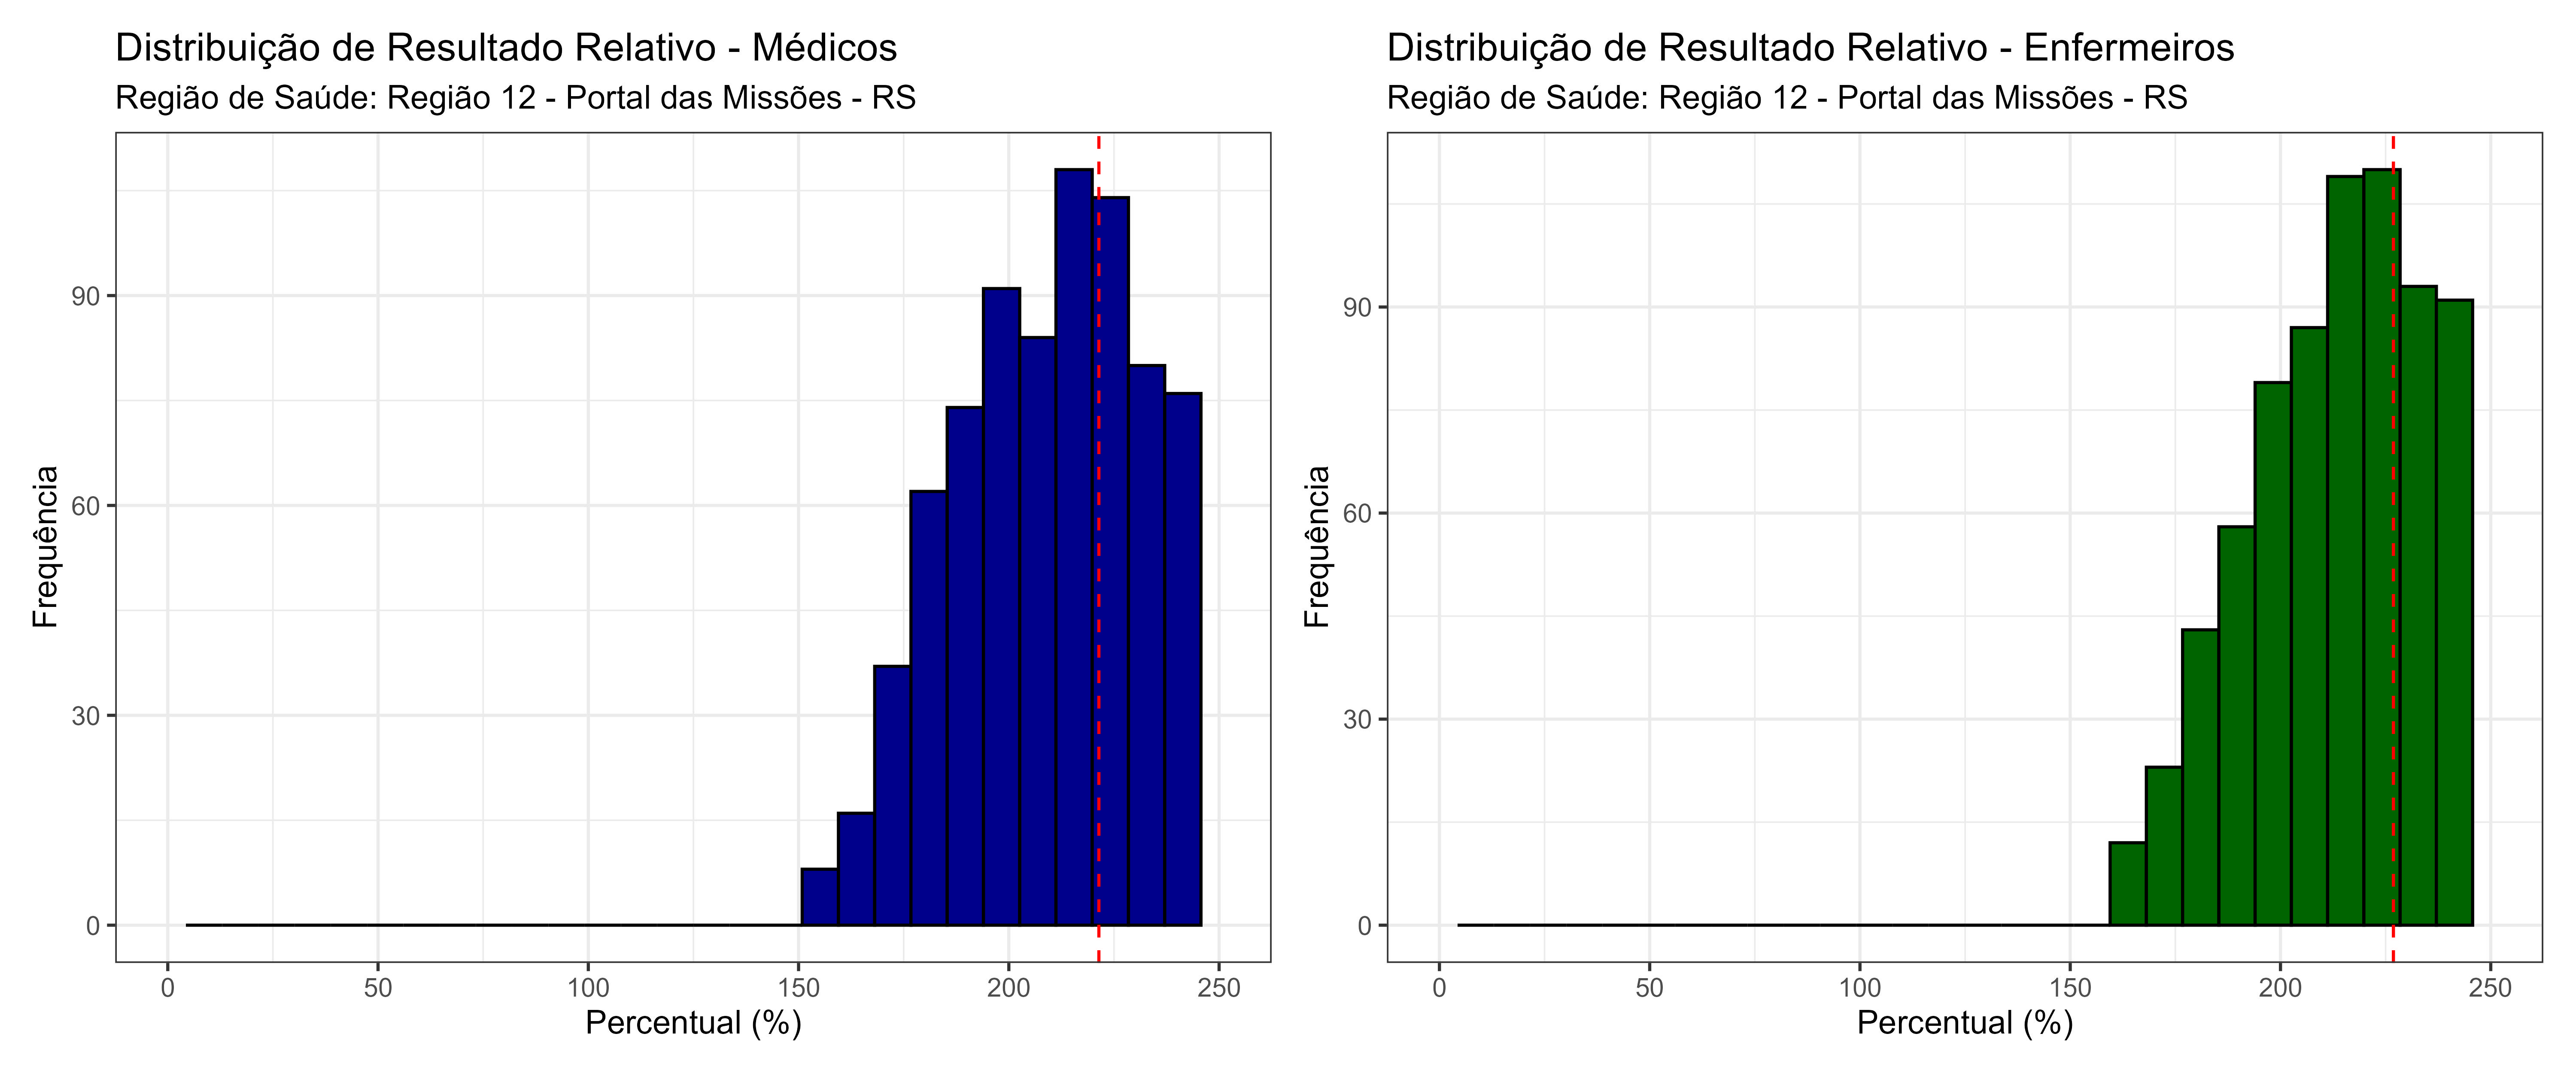 Distribuição de Resultado Relativo - Médicos
Região de Saúde: Região 12 - Portal das Missões - RS
Frequência
90
60
30
0
0 50 100 150 200 250
Percentual (%)
Distribuição de Resultado Relativo - Enfermeiros
Região de Saúde: Região 12 - Portal das Missões - RS
Frequência
90
60
30
0
0 50 100 150 200 250
Percentual (%)